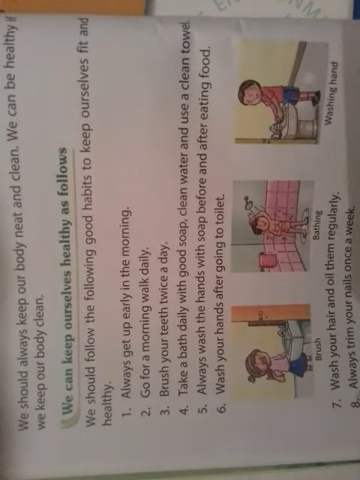 We should always keep our body neat and clean. We can be healthy if
we keep our body clean.
We can keep ourselves healthy as follows
We should follow the following good habits to keep ourselves fit and
healthy.
1. Always get up early in the morning.
2. Go for a morning walk daily.
3. Brush your teeth twice a day.
4. Take a bath daily with good soap, clean water and use a clean towel
5. Always wash the hands with soap before and after eating food.
6. Wash your hands after going to toilet.
Brush
Bathing
Washing hand
7. Wash your hair and oil them regularly.
8. Always trim your nails once a week.